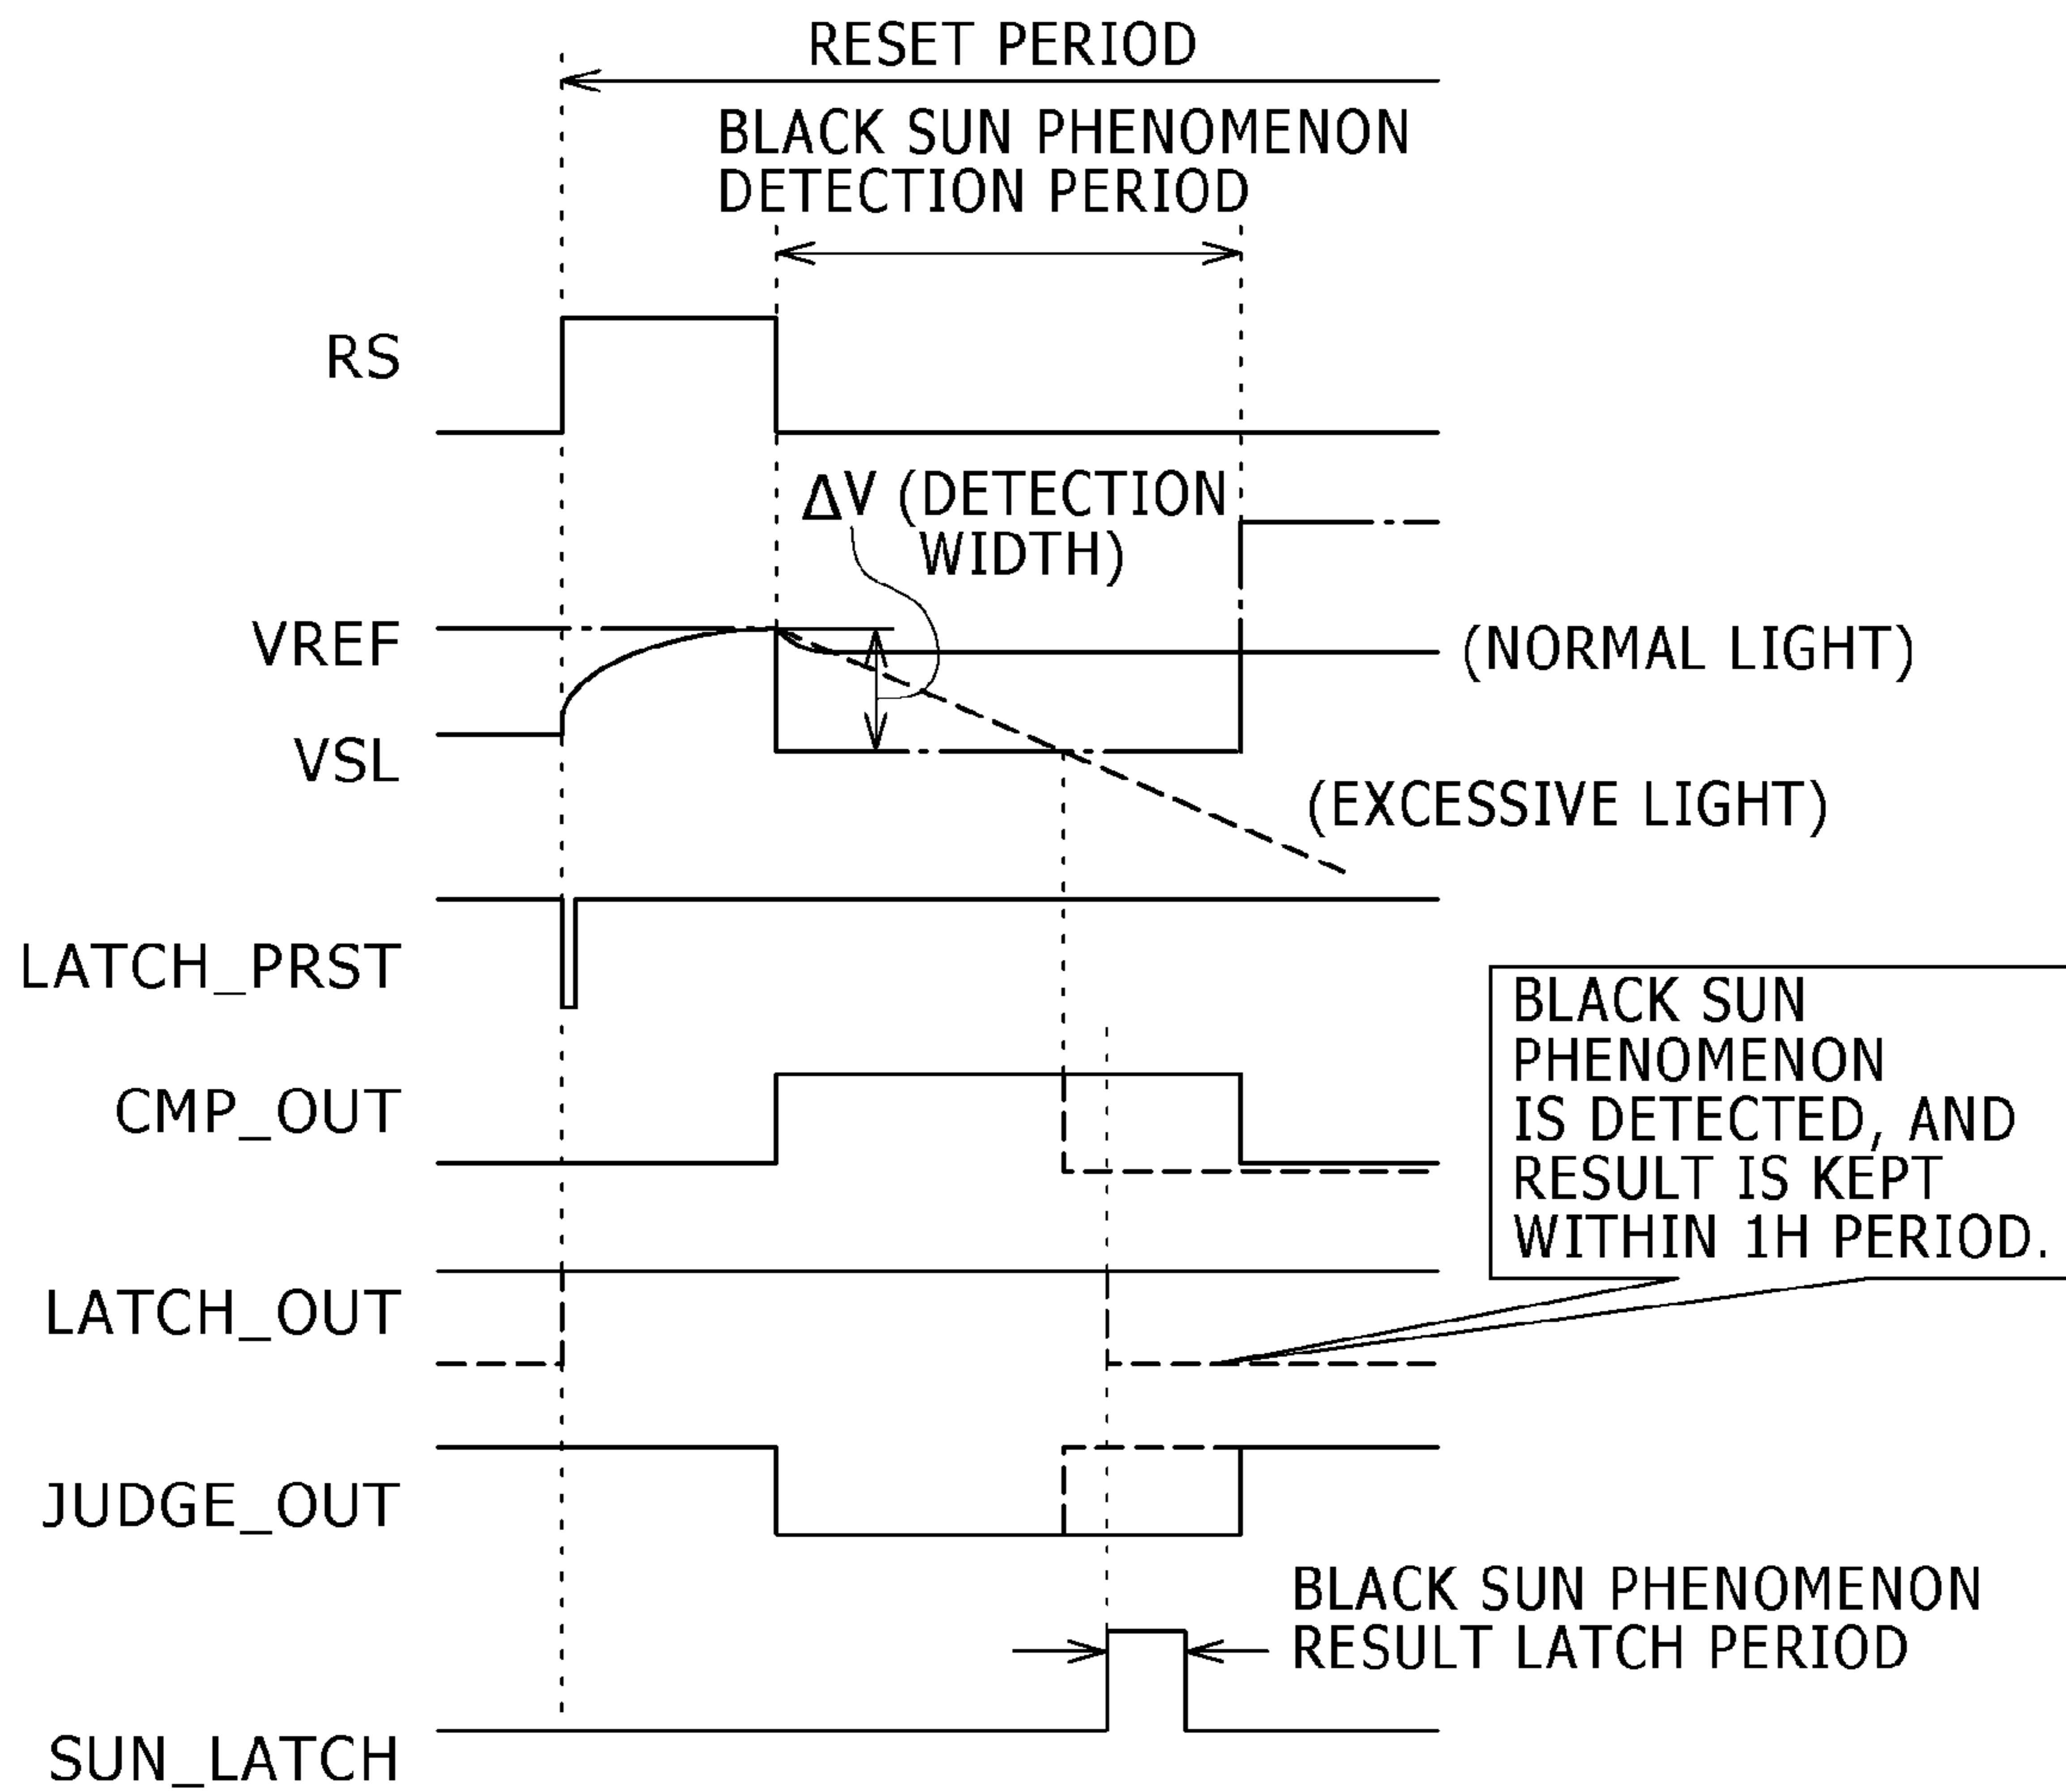 RESET PERIOD
BLACK SUN PHENOMENON
DETECTION PERIOD
RS
ΔV (DETECTION
WIDTH)
VREF
(NORMAL LIGHT)
VSL
(EXCESSIVE LIGHT)
LATCH_PRST
BLACK SUN
PHENOMENON
IS DETECTED, AND
RESULT IS KEPT
WITHIN 1H PERIOD.
CMP_OUT
LATCH_OUT
JUDGE_OUT
BLACK SUN PHENOMENON
RESULT LATCH PERIOD
SUN_LATCH